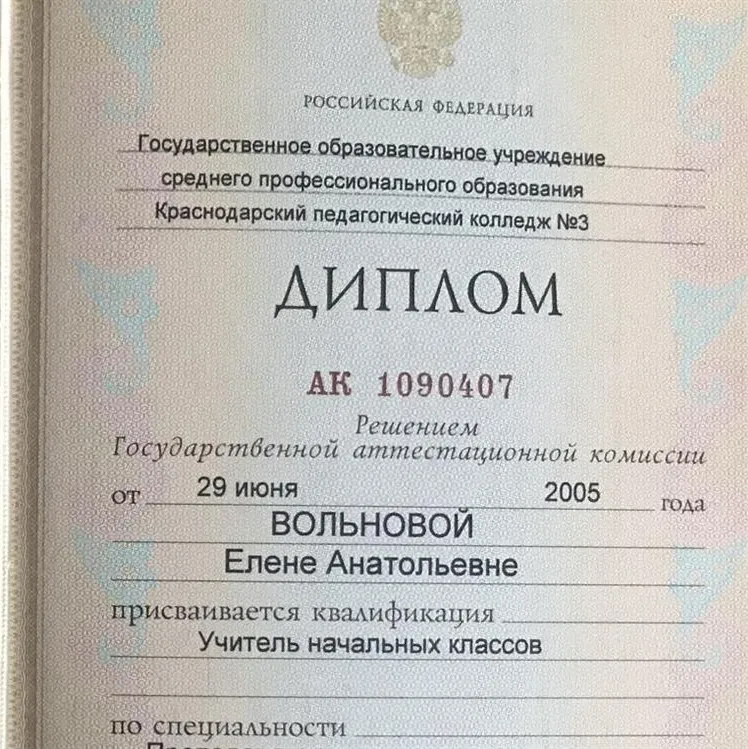 РОССИЙСКАЯ ФЕДЕРАЦИЯ
Государственное образовательное учреждение
среднего профессионального образования
Краснодарский педагогический колледж №3
ДИПЛОМ
АК 1090407
Решением
Государственной аттестационной комиссии
от 29 июня 2005 года
ВОЛЬНОВОЙ
Елене Анатольевне
присваивается квалификация
Учитель начальных классов
по специальности